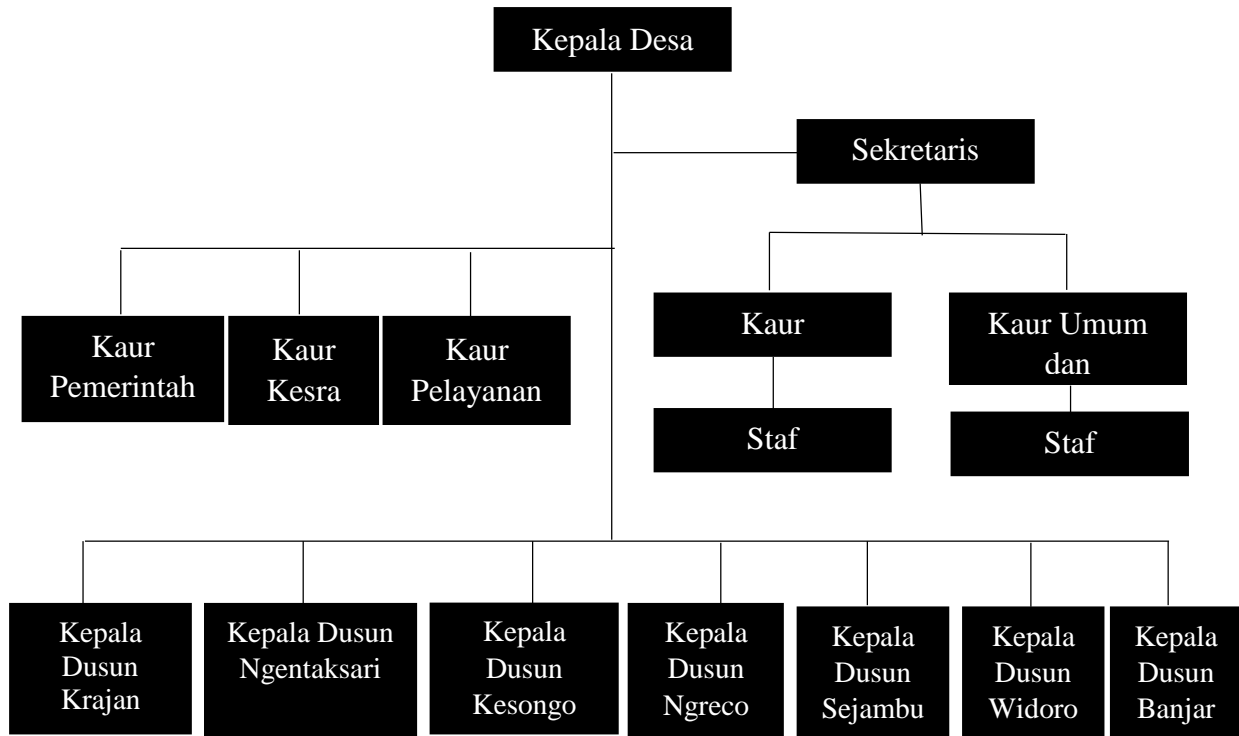 Kepala Desa
Sekretaris
Kaur
Pemerintah
Kaur
Kesra
Kaur
Pelayanan
Kaur
Kaur Umum
dan
Staf
Staf
Kepala
Dusun
Krajan
Kepala Dusun
Ngentaksari
Kepala
Dusun
Kesongo
Kepala
Dusun
Ngreco
Kepala
Dusun
Sejambu
Kepala
Dusun
Widoro
Kepala
Dusun
Banjar